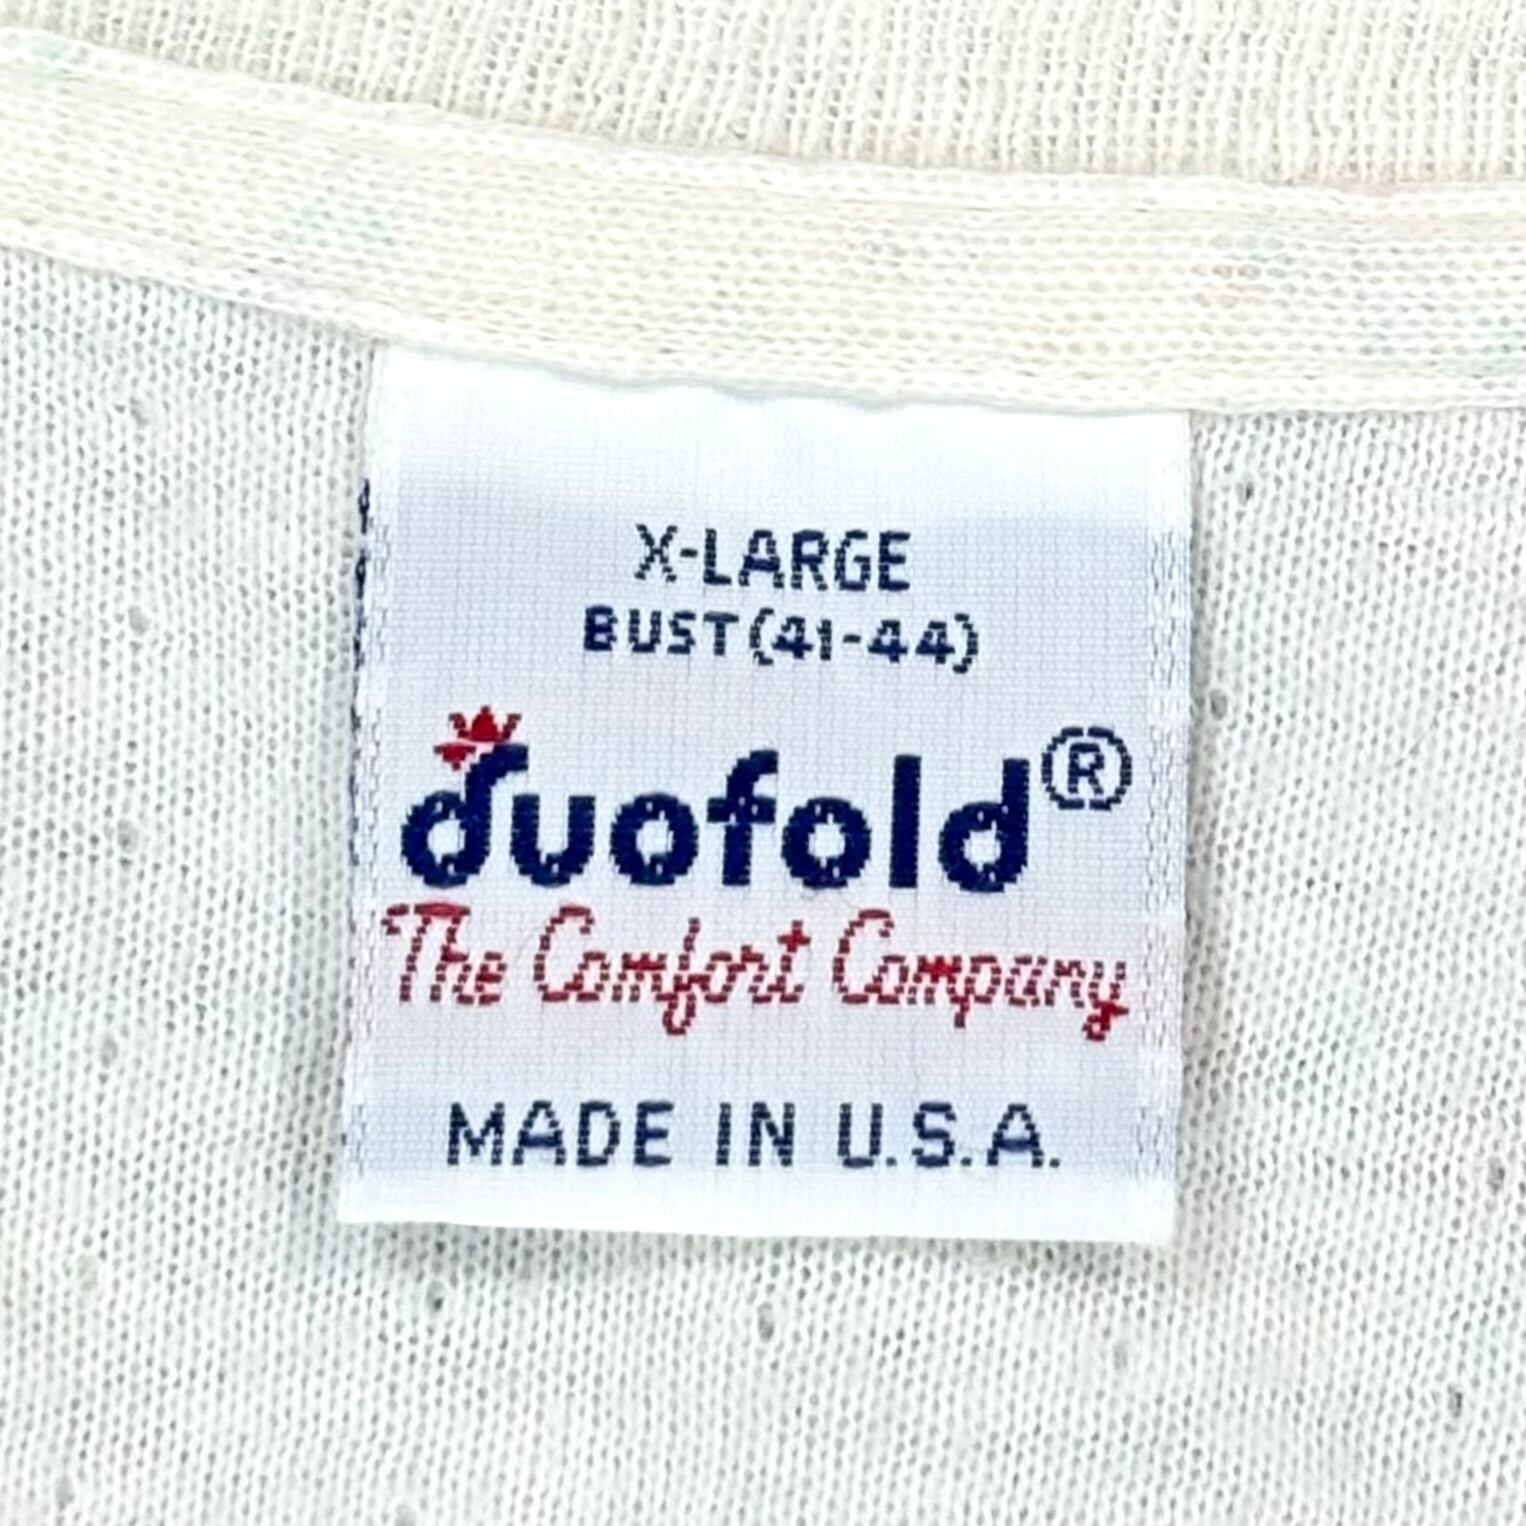 X-LARGE
BUST(41-44)
duofold®
The Comfort Company
MADE IN U.S.A.